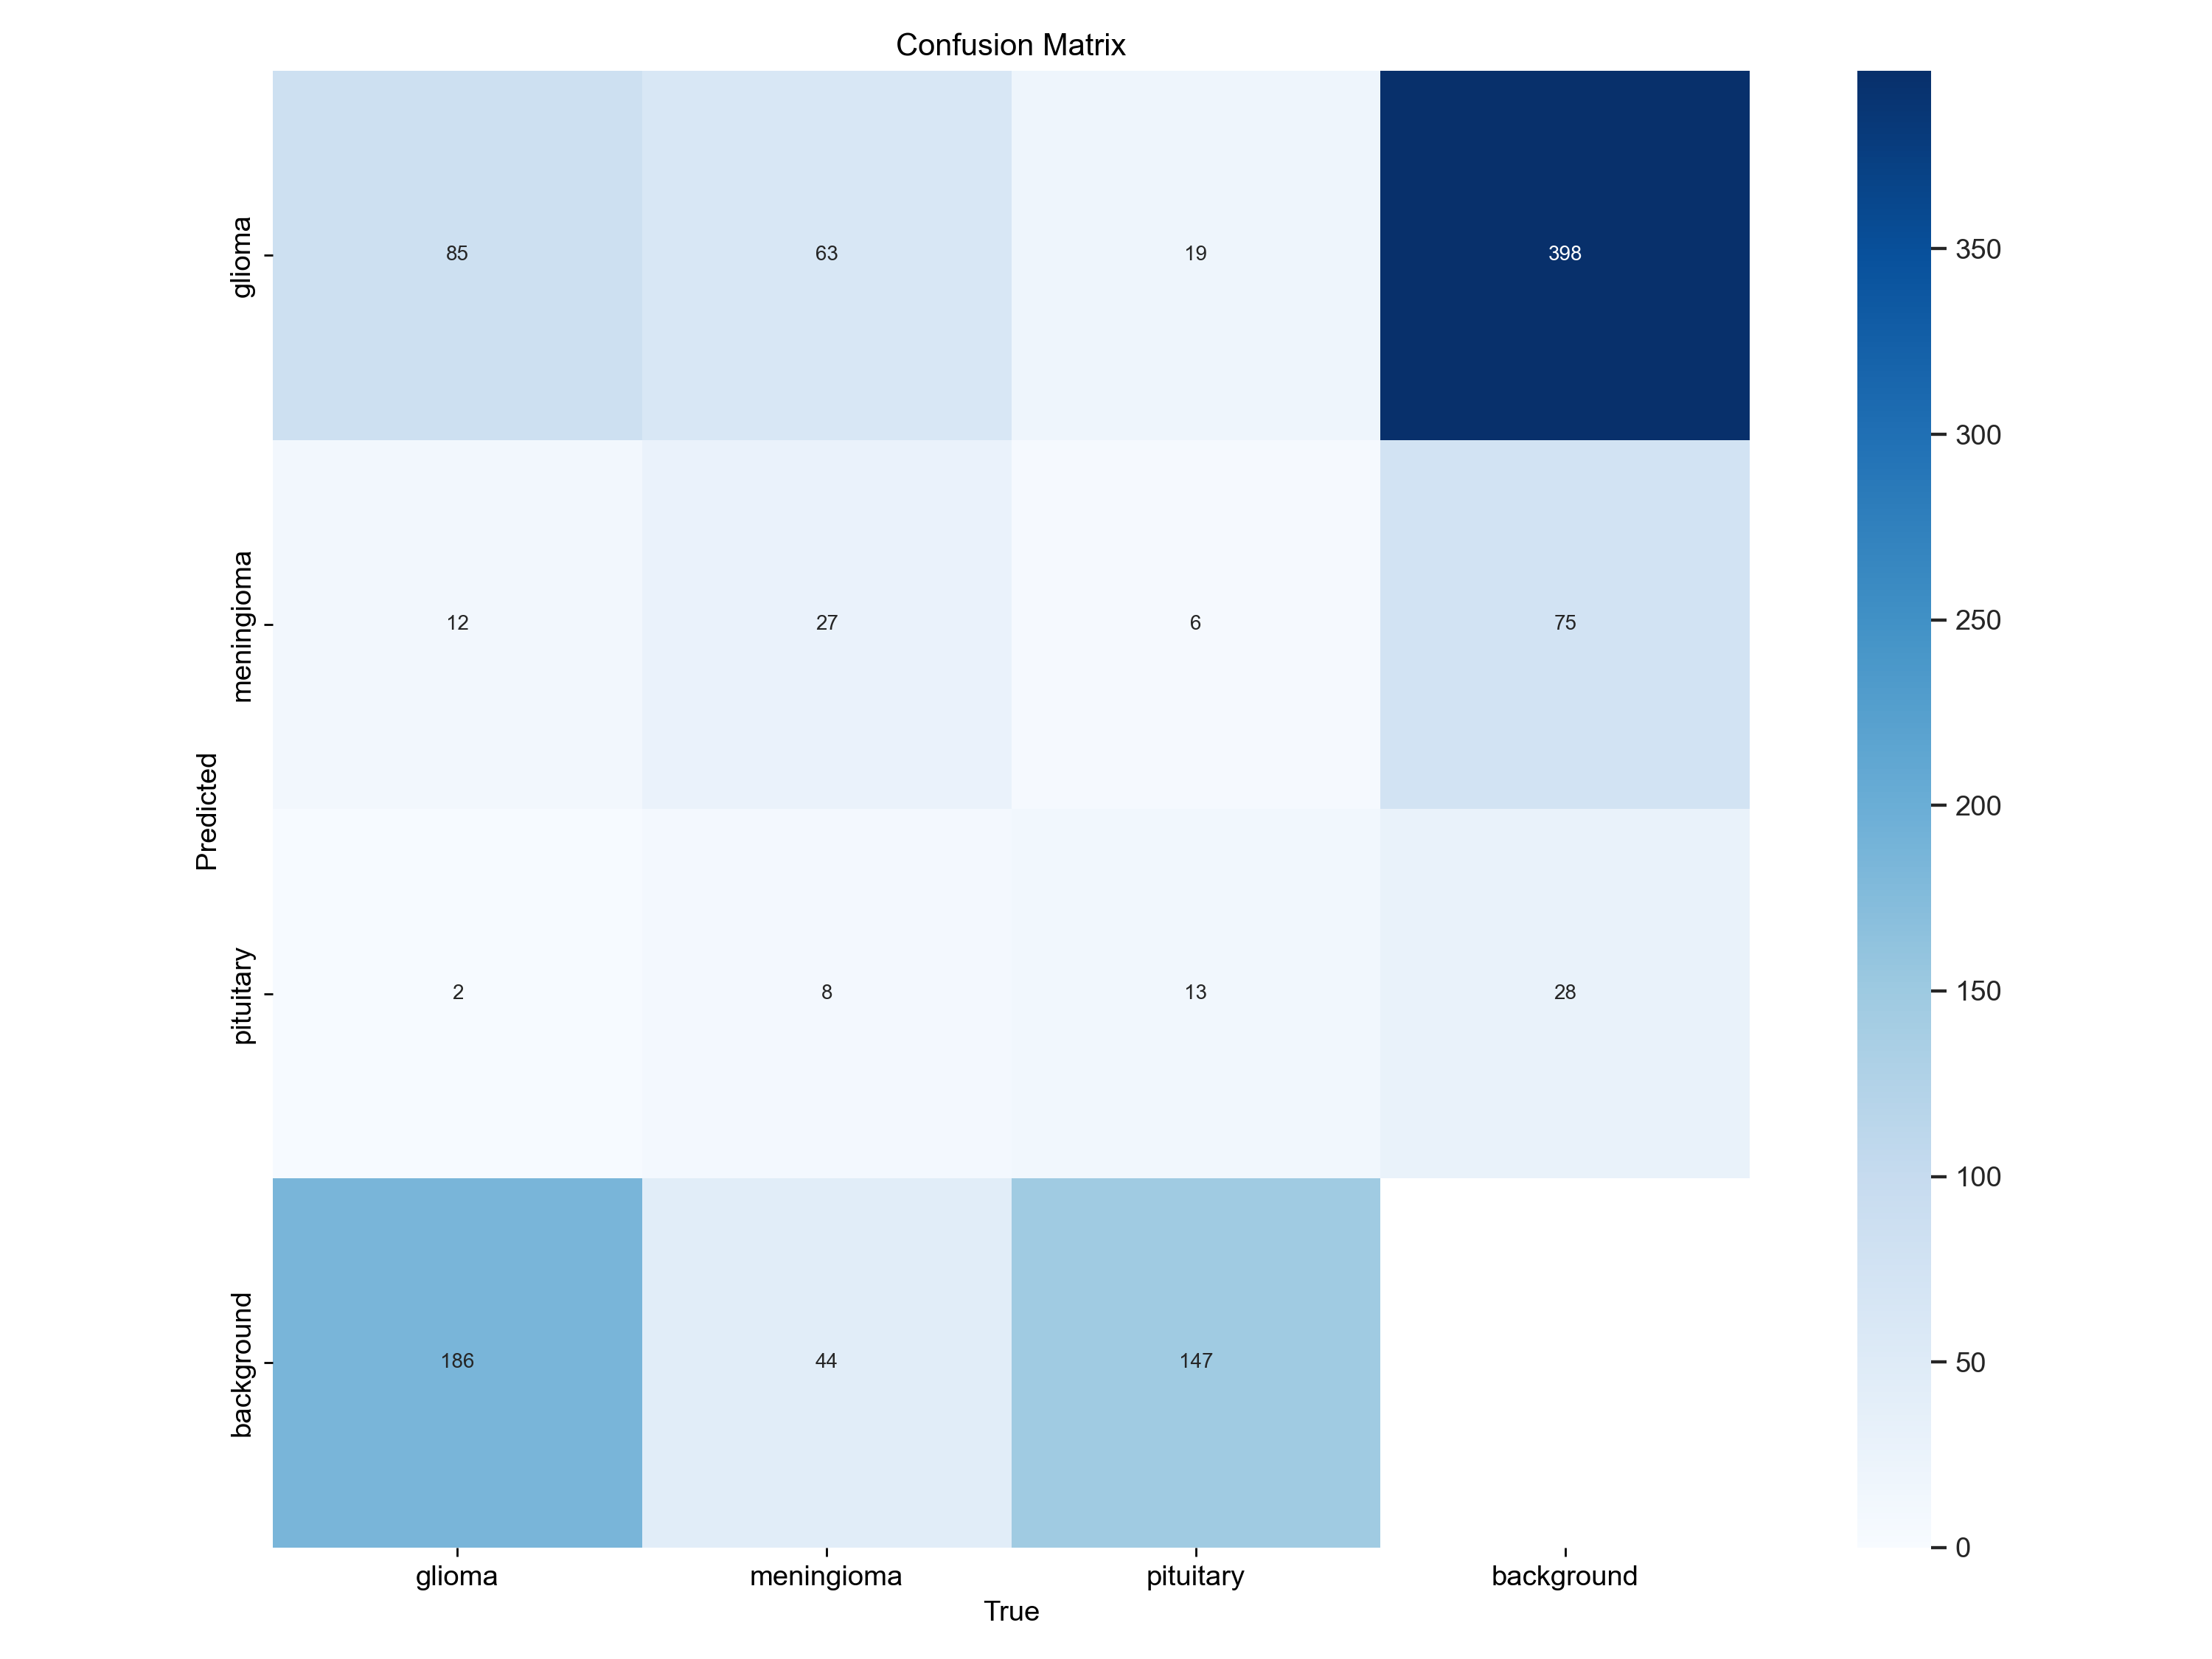 Confusion Matrix
glioma
85
63
19
398
meningioma
12
27
6
75
pituitary
2
8
13
28
background
186
44
147
glioma
meningioma
pituitary
background
True
Predicted
350
300
250
200
150
100
50
0